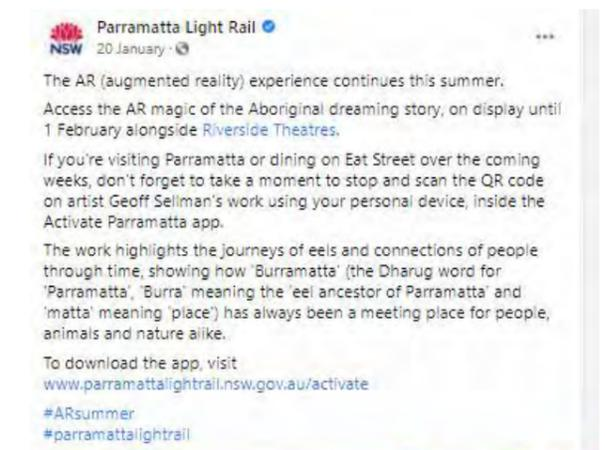 Parramatta Light Rail
NSW
20 January ·
The AR (augmented reality) experience continues this summer.
Access the AR magic of the Aboriginal dreaming story, on display until
1 February alongside Riverside Theatres.
If you're visiting Parramatta or dining on Eat Street over the coming
weeks, don't forget to take a moment to stop and scan the QR code
on artist Geoff Sellman's work using your personal device, inside the
Activate Parramatta app.
The work highlights the journeys of eels and connections of people
through time, showing how 'Burramatta' (the Dharug word for
'Parramatta', 'Burra' meaning the 'eel ancestor of Parramatta' and
'matta' meaning 'place') has always been a meeting place for people,
animals and nature alike.
To download the app, visit
www.parramattalightrail.nsw.gov.au/activate
#ARsummer
#parramattalightrail